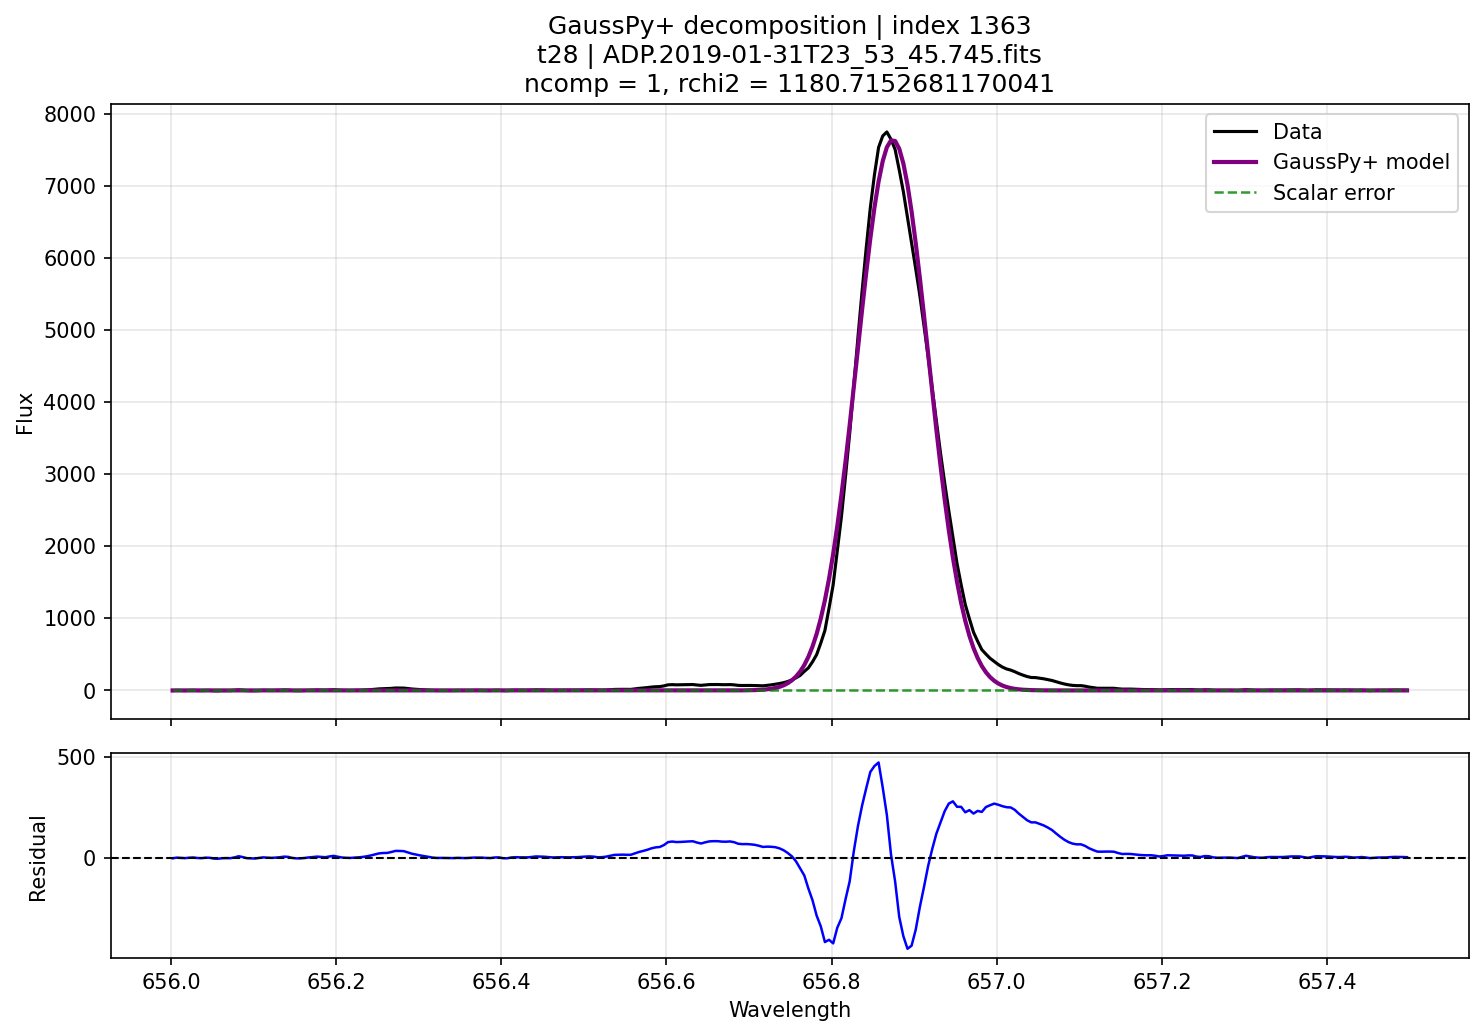 GaussPy+ decomposition | index 1363
t28 | ADP.2019-01-31T23_53_45.745.fits
ncomp = 1, rchi2 = 1180.7152681170041
8000
7000
6000
5000
4000
3000
2000
1000
0
Flux
Data
GaussPy+ model
Scalar error
500
0
Residual
656.0 656.2 656.4 656.6 656.8 657.0 657.2 657.4
Wavelength